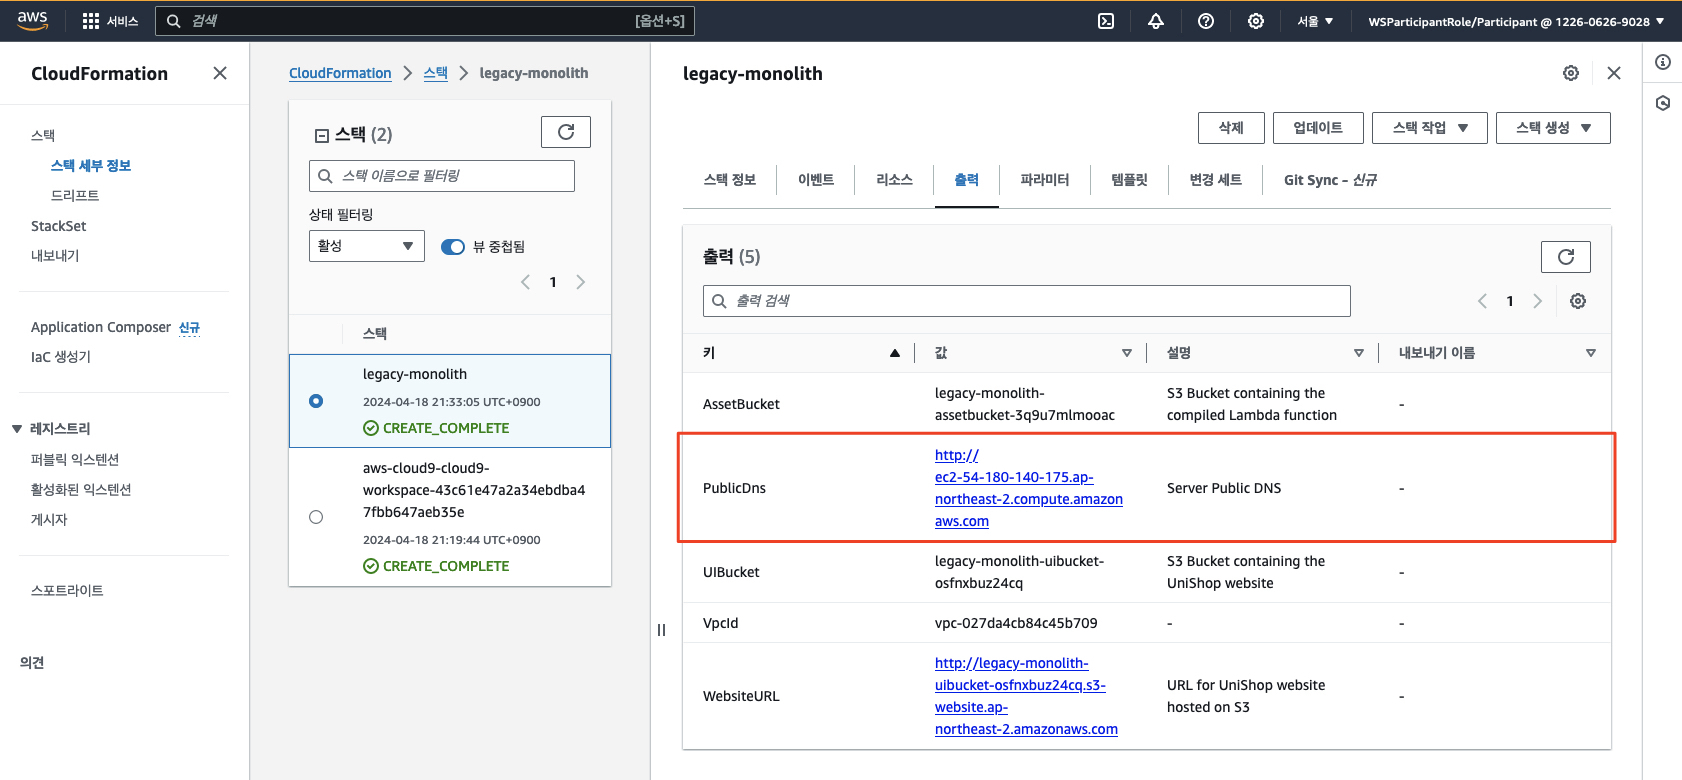 aws
서비스
검색
[옵션+S]
서울 ▼
WSParticipantRole/Participant @ 1226-0626-9028 ▼
CloudFormation
스택
스택 세부 정보
드리프트
StackSet
내보내기
Application Composer 신규
IaC 생성기
▼ 레지스트리
퍼블릭 익스텐션
활성화된 익스텐션
게시자
스포트라이트
의견
CloudFormation > 스택 > legacy-monolith
스택 (2)
스택 이름으로 필터링
상태 필터링
활성 ▼
뷰 중첩됨
1
스택
legacy-monolith
2024-04-18 21:33:05 UTC+0900
CREATE_COMPLETE
aws-cloud9-cloud9-
workspace-43c61e47a2a34ebdba4
7fbb647aeb35e
2024-04-18 21:19:44 UTC+0900
CREATE_COMPLETE
legacy-monolith
삭제
업데이트
스택 작업 ▼
스택 생성 ▼
스택 정보
이벤트
리소스
출력
파라미터
템플릿
변경 세트
Git Sync - 신규
출력 (5)
출력 검색
1
키
값
설명
내보내기 이름
AssetBucket
legacy-monolith-
assetbucket-3q9u7mlmooac
S3 Bucket containing the
compiled Lambda function
-
PublicDns
http://
ec2-54-180-140-175.ap-
northeast-2.compute.amazon
aws.com
Server Public DNS
-
UIBucket
legacy-monolith-uibucket-
osfnxbuz24cq
S3 Bucket containing the
UniShop website
-
VpcId
vpc-027da4cb84c45b709
-
-
WebsiteURL
http://legacy-monolith-
uibucket-osfnxbuz24cq.s3-
website.ap-
northeast-2.amazonaws.com
URL for UniShop website
hosted on S3
-